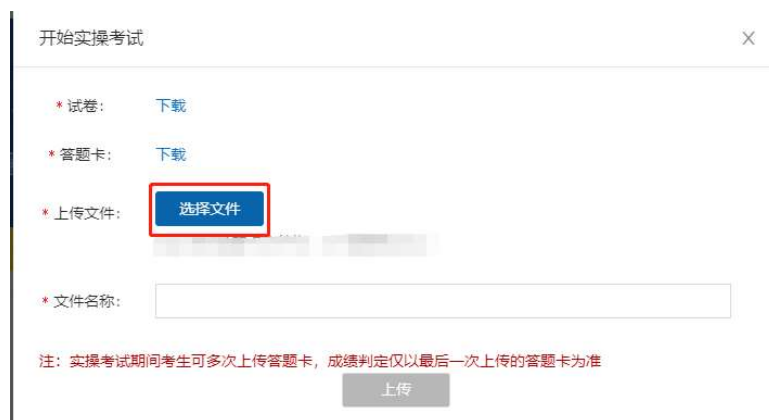 开始实操考试
* 试卷： 下载
* 答题卡： 下载
* 上传文件： 选择文件
* 文件名称：
注：实操考试期间考生可多次上传答题卡，成绩判定仅以最后一次上传的答题卡为准
上传